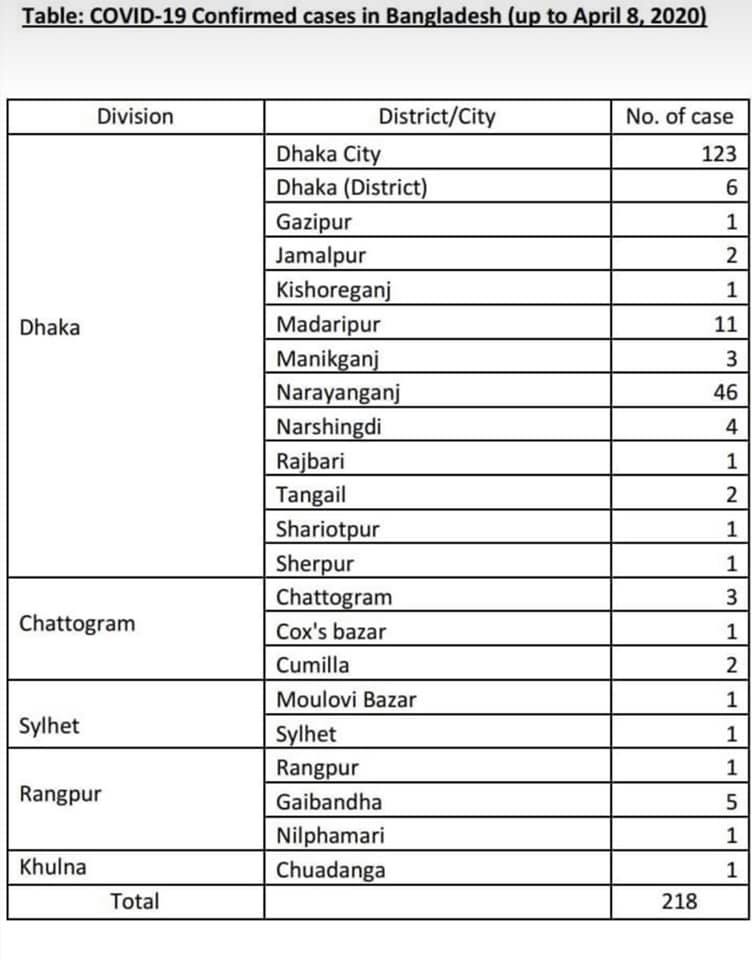 Table: COVID-19 Confirmed cases in Bangladesh (up to April 8, 2020)
Division District/City No. of case
Dhaka City 123
Dhaka (District) 6
Gazipur 1
Jamalpur 2
Kishoreganj 1
Dhaka Madaripur 11
Manikganj 3
Narayanganj 46
Narshingdi 4
Rajbari 1
Tangail 2
Shariotpur 1
Sherpur 1
Chattogram 3
Chattogram Cox's bazar 1
Cumilla 2
Moulovi Bazar 1
Sylhet Sylhet 1
Rangpur 1
Rangpur Gaibandha 5
Nilphamari 1
Khulna Chuadanga 1
Total 218